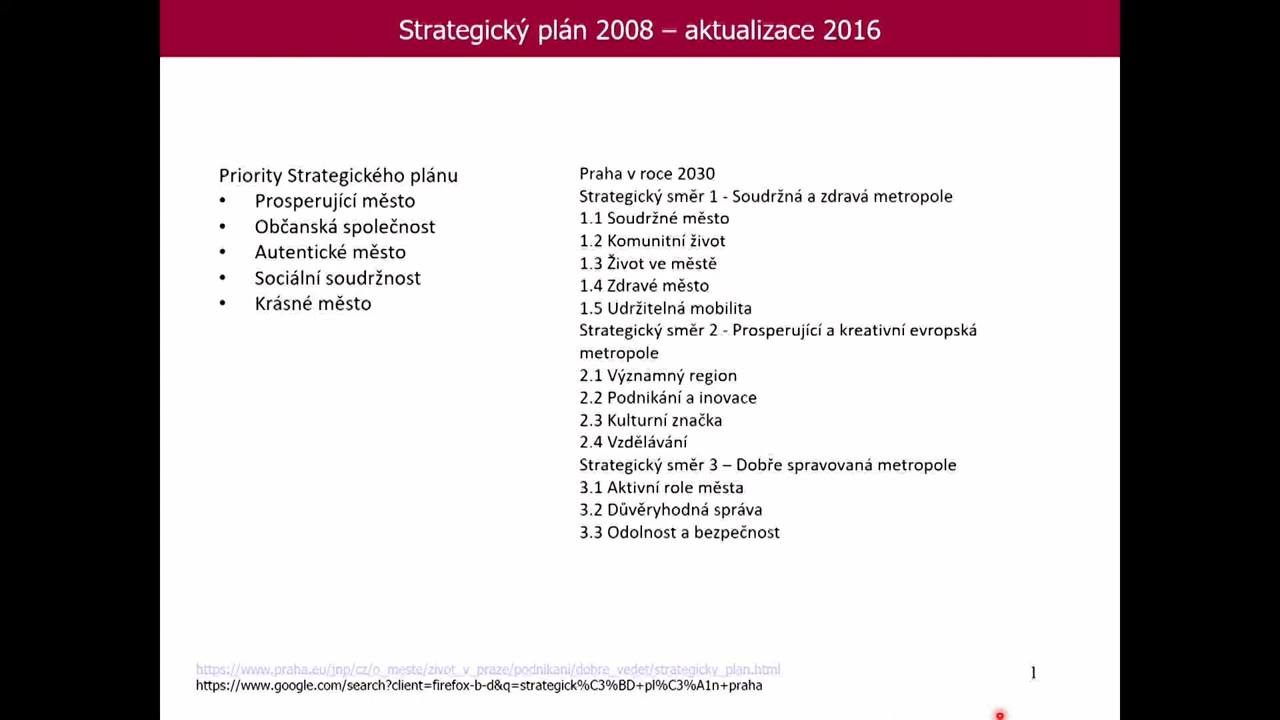 Strategický plán 2008 – aktualizace 2016
Priority Strategického plánu
• Prosperující město
• Občanská společnost
• Autentické město
• Sociální soudržnost
• Krásné město
Praha v roce 2030
Strategický směr 1 - Soudržná a zdravá metropole
1.1 Soudržné město
1.2 Komunitní život
1.3 Život ve městě
1.4 Zdravé město
1.5 Udržitelná mobilita
Strategický směr 2 - Prosperující a kreativní evropská
metropole
2.1 Významný region
2.2 Podnikání a inovace
2.3 Kulturní značka
2.4 Vzdělávání
Strategický směr 3 – Dobře spravovaná metropole
3.1 Aktivní role města
3.2 Důvěryhodná správa
3.3 Odolnost a bezpečnost
https://www.praha.eu/jnp/cz/o_meste/zivot_v_praze/podnikani/dobre_vedet/strategicky_plan.html
https://www.google.com/search?client=firefox-b-d&q=strategick%C3%BD+pl%C3%A1n+praha
1